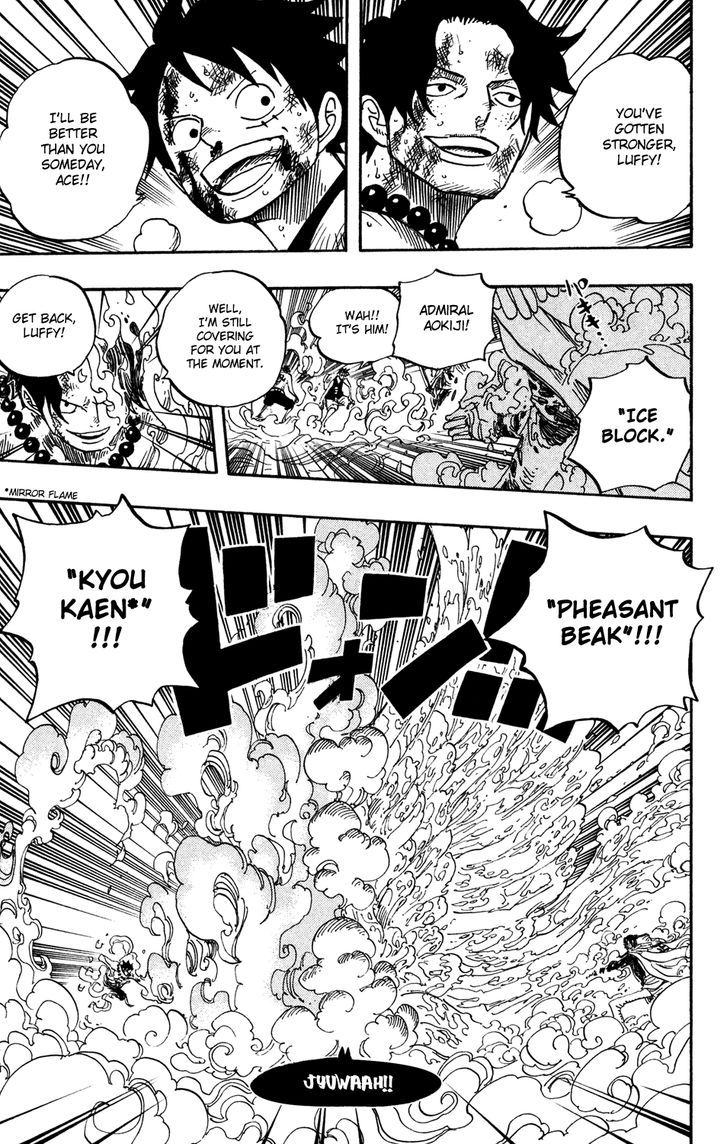 YOU'VE
GOTTEN
STRONGER,
LUFFY!
I'LL BE
BETTER
THAN YOU
SOMEDAY,
ACE!!
"ICE
BLOCK."
ADMIRAL
AOKIJI!
WAH!!
IT'S HIM!
WELL,
I'M STILL
COVERING
FOR YOU AT
THE MOMENT.
GET BACK,
LUFFY!
"PHEASANT
BEAK"!!!
ドォン!!
"KYOU
KAEN*"
!!!
*MIRROR FLAME
JYUWAAH!!